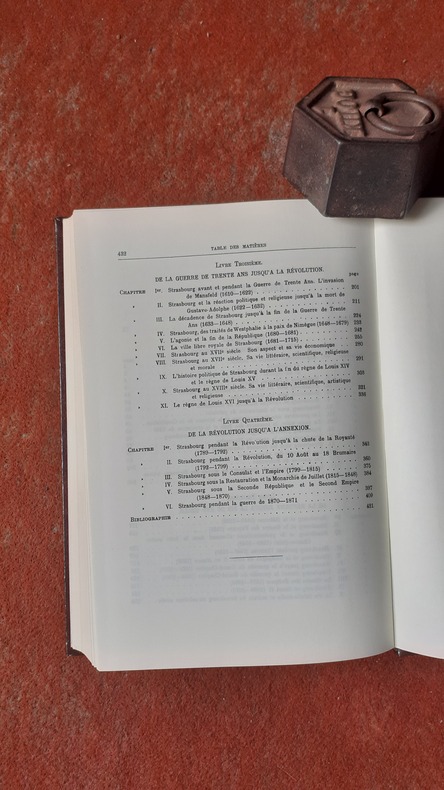 422 TABLE DES MATIÈRES
LIVRE TROISIÈME.
DE LA GUERRE DE TRENTE ANS JUSQU'A LA RÉVOLUTION.
page
CHAPITRE Ier. Strasbourg avant et pendant la Guerre de Trente Ans. L'invasion
de Mansfeld (1610—1622) . . . . 201
» II. Strasbourg et la réaction politique et religieuse jusqu'à la mort de
Gustave Adolphe (1622—1632) . . . . 211
» III. La décadence de Strasbourg jusqu'à la fin de la Guerre de Trente
Ans (1633—1648) . . . . 224
» IV. Strasbourg, des traités de Westphalie à la paix de Nimègue (1648—1679)
» V. L'agonie et la fin de la République (1680—1681) . . . .
» VI. La ville libre royale de Strasbourg (1681—1715) . . . . 255
» VII. Strasbourg au XVIIe siècle. Son aspect et sa vie économique
» VIII. Strasbourg au XVIIe siècle. Sa vie littéraire, scientifique, religieuse
et morale . . . . 291
» IX. L'histoire politique de Strasbourg durant la fin du règne de Louis XIV
et le règne de Louis XV . . . .
» X. Strasbourg au XVIIIe siècle. Sa vie littéraire, scientifique, artistique
et religieuse . . . . 321
» XI. Le règne de Louis XVI jusqu'à la Révolution . . . .
LIVRE QUATRIÈME.
DE LA RÉVOLUTION JUSQU'A L'ANNEXION.
CHAPITRE Ier. Strasbourg pendant la Révolution jusqu'à la chute de la Royauté
(1789—1792) . . . .
» II. Strasbourg pendant la Révolution, du 10 Août au 18 Brumaire
(1792—1799) . . . .
» III. Strasbourg sous le Consulat et l'Empire (1799—1815) . . . . 375
» IV. Strasbourg sous la Restauration et la Monarchie de Juillet (1815—1848) 384
» V. Strasbourg sous la Seconde République et le Second Empire
(1848—1870) . . . . 397
» VI. Strasbourg pendant la guerre de 1870—1871 . . . .
BIBLIOGRAPHIE . . . . 421